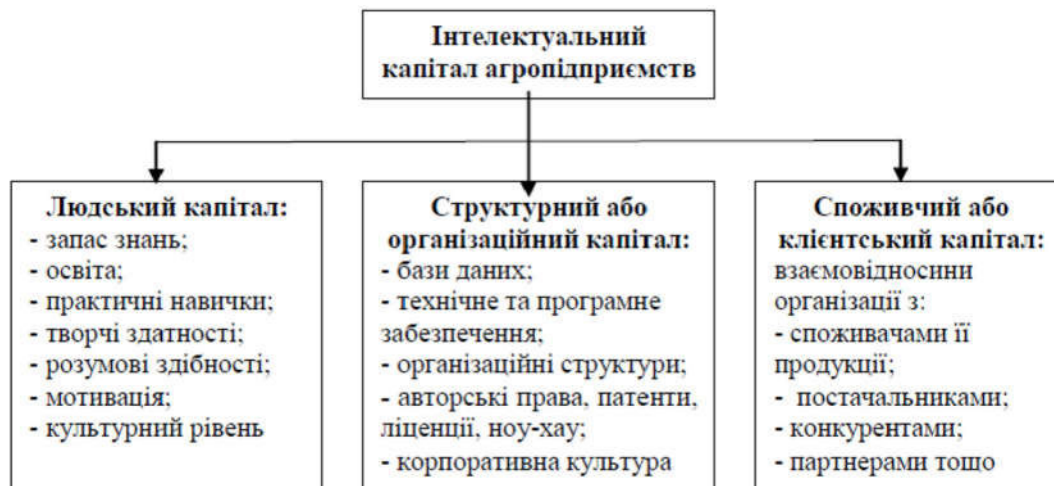 Інтелектуальний
капітал агропідприємств
Людський капітал:
- запас знань;
- освіта;
- практичні навички;
- творчі здатності;
- розумові здібності;
- мотивація;
- культурний рівень
Структурний або
організаційний капітал:
- бази даних;
- технічне та програмне
забезпечення;
- організаційні структури;
- авторські права, патенти,
ліценції, ноу-хау;
- корпоративна культура
Споживчий або
клієнтський капітал:
взаємовідносини
організації з:
- споживачами її
продукції;
- постачальниками;
- конкурентами;
- партнерами тощо